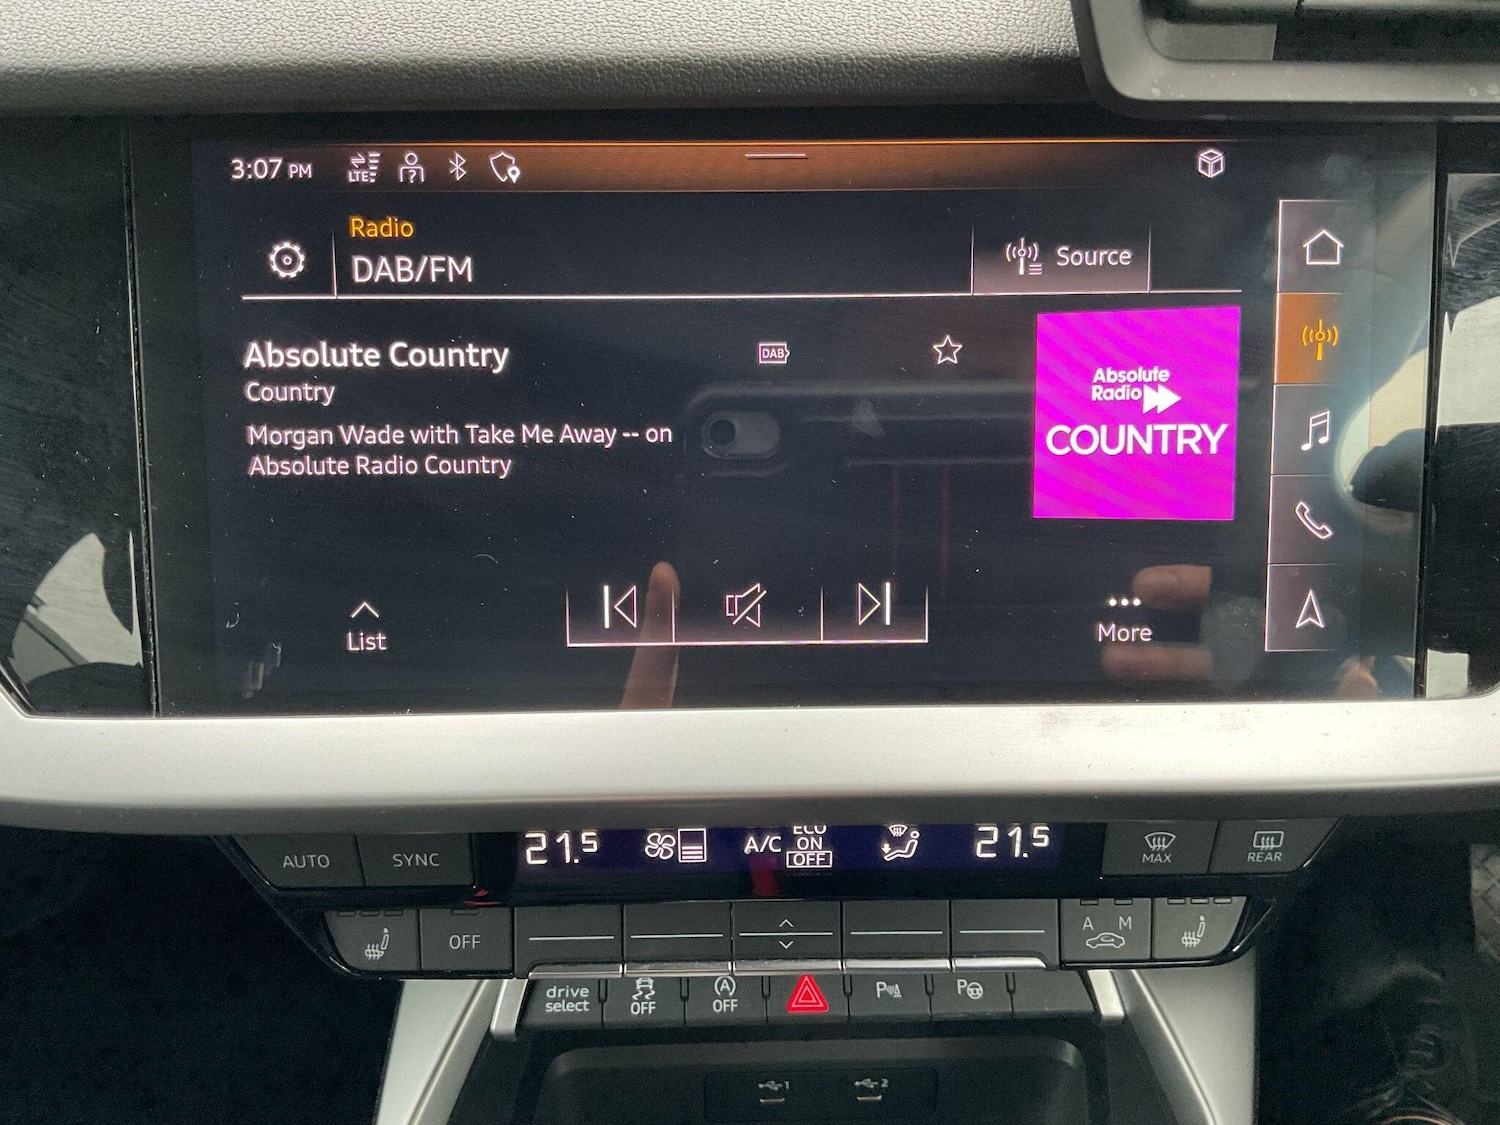 3:07 PM
LTE
?
Radio
DAB/FM
Source
Absolute Country
DAB
Country
Morgan Wade with Take Me Away -- on
Absolute Radio Country
Absolute
Radio
COUNTRY
List
More
AUTO
SYNC
21.5
A/C
ECO
ON
OFF
21.5
MAX
REAR
OFF
A M
drive
select
OFF
A
OFF
P
P
1
2